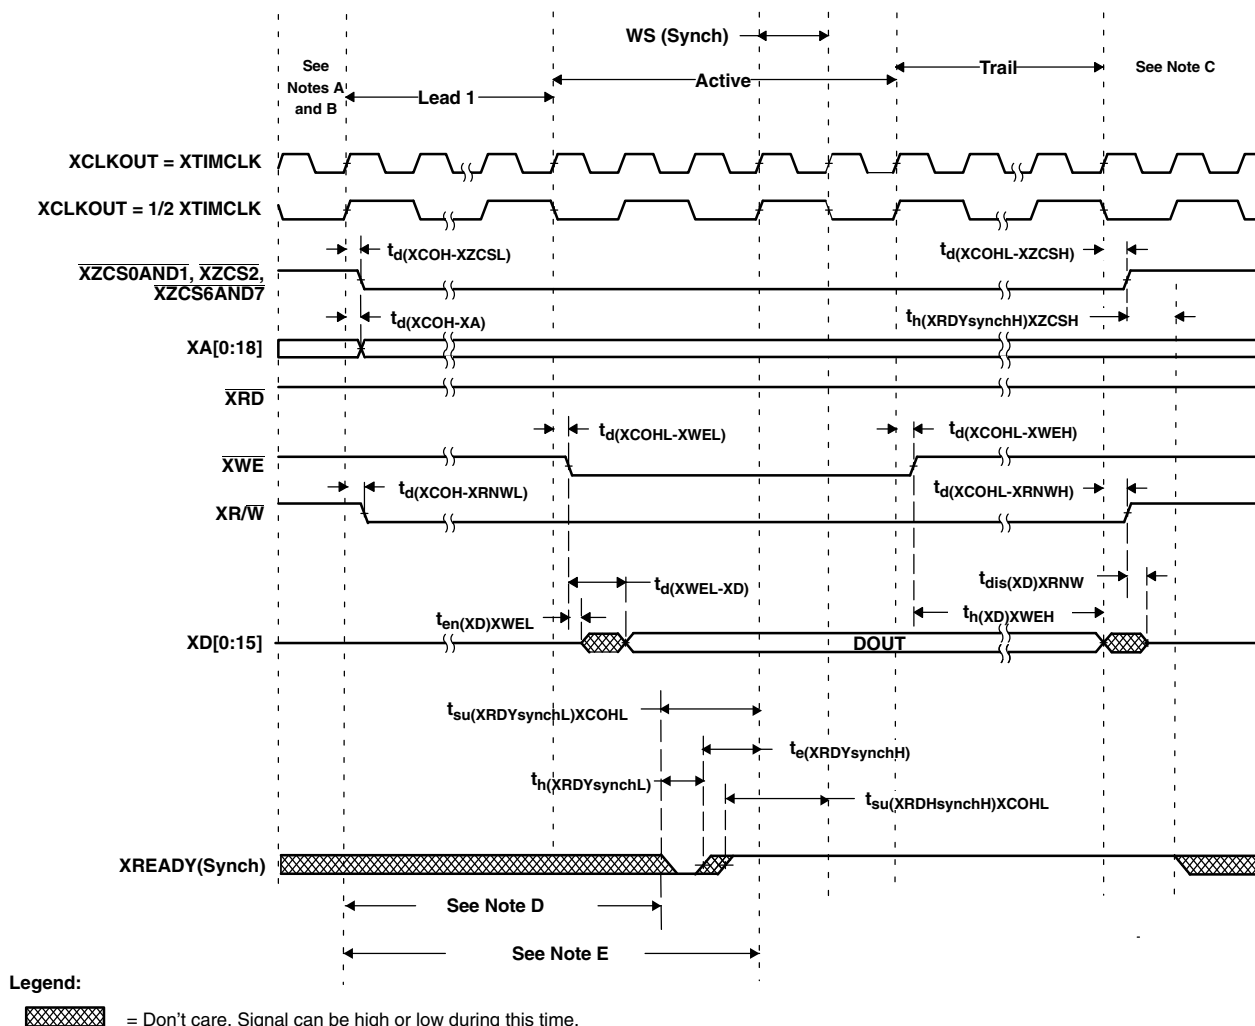 WS (Synch)
See
Notes A
and B
Lead 1
Active
Trail
See Note C
XCLKOUT = XTIMCLK
XCLKOUT = 1/2 XTIMCLK
td(XCOH-XZCSL)
td(XCOHL-XZCSH)
XZCS0AND1, XZCS2,
XZCS6AND7
td(XCOH-XA)
th(XRDYsynchH)XZCSH
XA[0:18]
XRD
td(XCOHL-XWEL)
td(XCOHL-XWEH)
XWE
td(XCOH-XRNWL)
td(XCOHL-XRNWH)
XR/W
td(XWEL-XD)
tdis(XD)XRNW
ten(XD)XWEL
th(XD)XWEH
XD[0:15]
DOUT
tsu(XRDYsynchL)XCOHL
te(XRDYsynchH)
th(XRDYsynchL)
tsu(XRDHsynchH)XCOHL
XREADY(Synch)
See Note D
See Note E
Legend:
= Don't care. Signal can be high or low during this time.